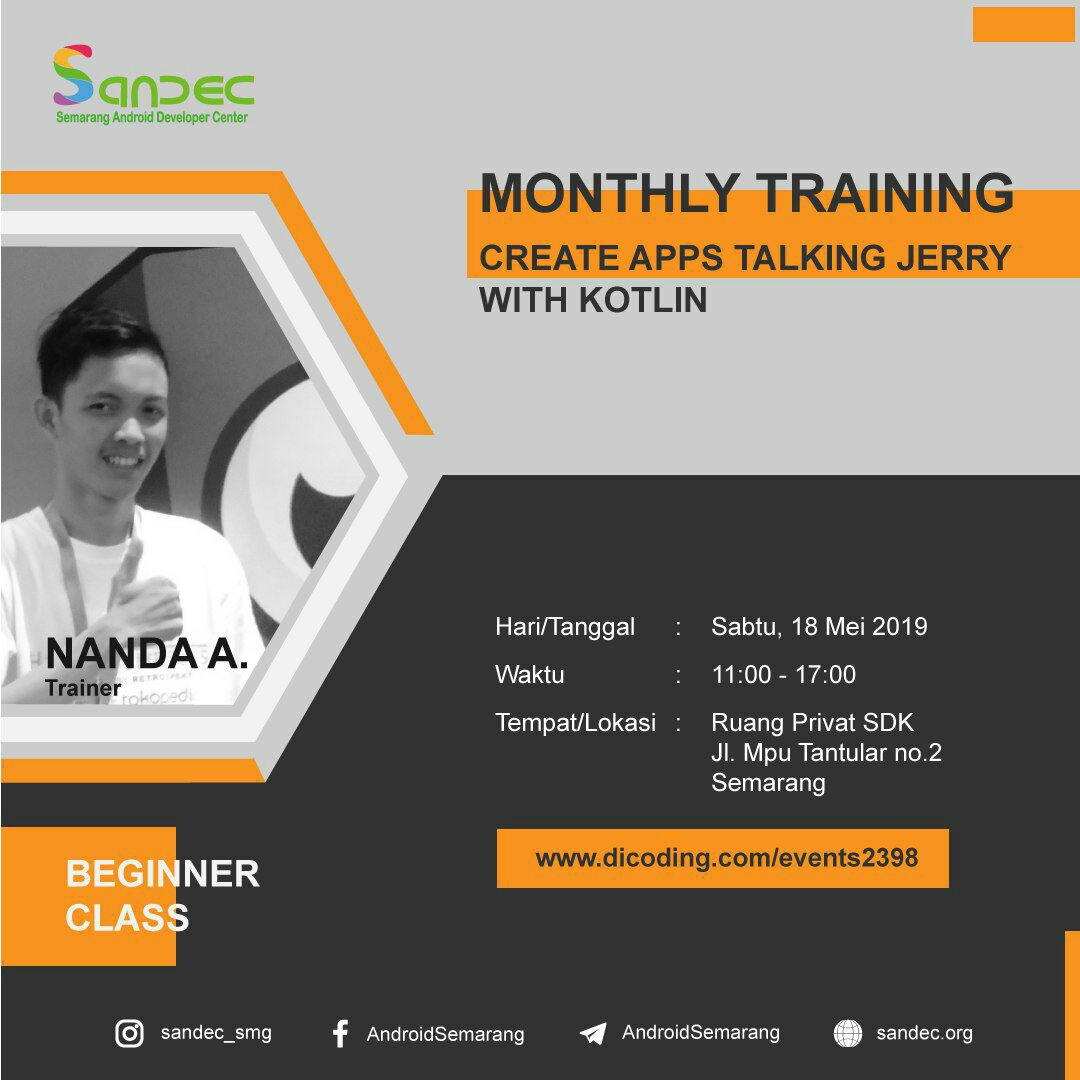 Sandec
Semarang Android Developer Center
MONTHLY TRAINING
CREATE APPS TALKING JERRY
WITH KOTLIN
NANDA A.
Trainer
RETROSPEKT
Hari/Tanggal : Sabtu, 18 Mei 2019
Waktu : 11:00 - 17:00
Tempat/Lokasi : Ruang Privat SDK
Jl. Mpu Tantular no.2
Semarang
www.dicoding.com/events2398
BEGINNER
CLASS
sandec_smg
AndroidSemarang
AndroidSemarang
sandec.org